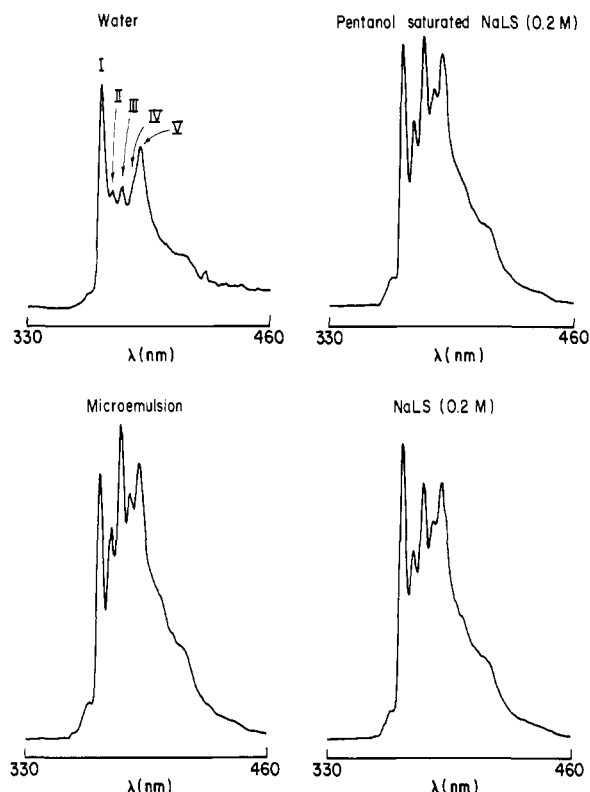 Water
I
II
III
IV
V
330
460
λ(nm)
Pentanol saturated NaLS (0.2 M)
330
460
λ(nm)
Microemulsion
330
460
λ(nm)
NaLS (0.2 M)
330
460
λ(nm)